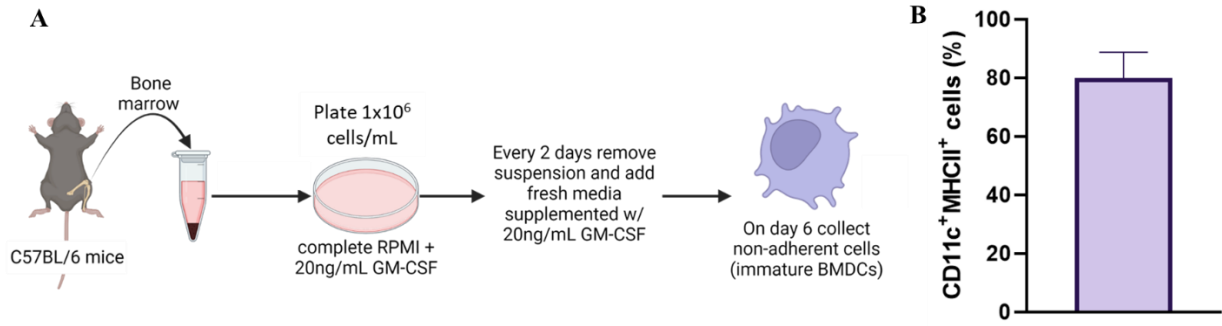 A
Bone
marrow
C57BL/6 mice
Plate 1x10⁶
cells/mL
complete RPMI +
20ng/mL GM-CSF
Every 2 days remove
suspension and add
fresh media
supplemented w/
20ng/mL GM-CSF
On day 6 collect
non-adherent cells
(immature BMDCs)
B
CD11c⁺MHCII⁺ cells (%)
100
80
60
40
20
0